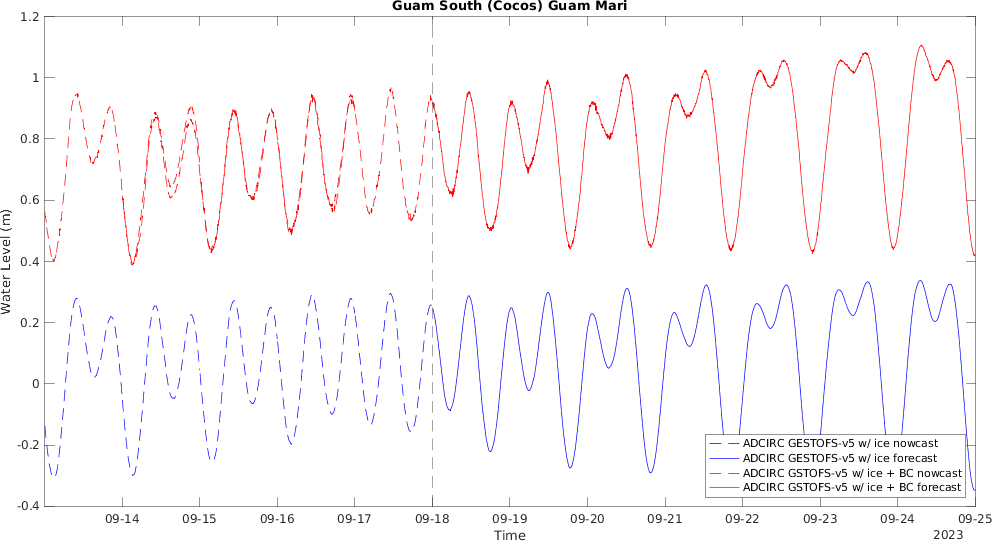 Guam South (Cocos) Guam Mari
1.2
1
0.8
0.6
0.4
0.2
0
-0.2
-0.4
Water Level (m)
ADCIRC GESTOFS-v5 w/ ice nowcast
ADCIRC GESTOFS-v5 w/ ice forecast
ADCIRC GSTOFS-v5 w/ ice + BC nowcast
ADCIRC GSTOFS-v5 w/ ice + BC forecast
09-14 09-15 09-16 09-17 09-18 09-19 09-20 09-21 09-22 09-23 09-24 09-25
Time
2023